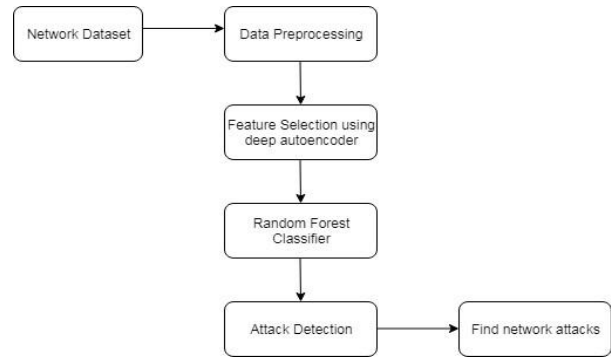 Network Dataset
Data Preprocessing
Feature Selection using
deep autoencoder
Random Forest
Classifier
Attack Detection
Find network attacks